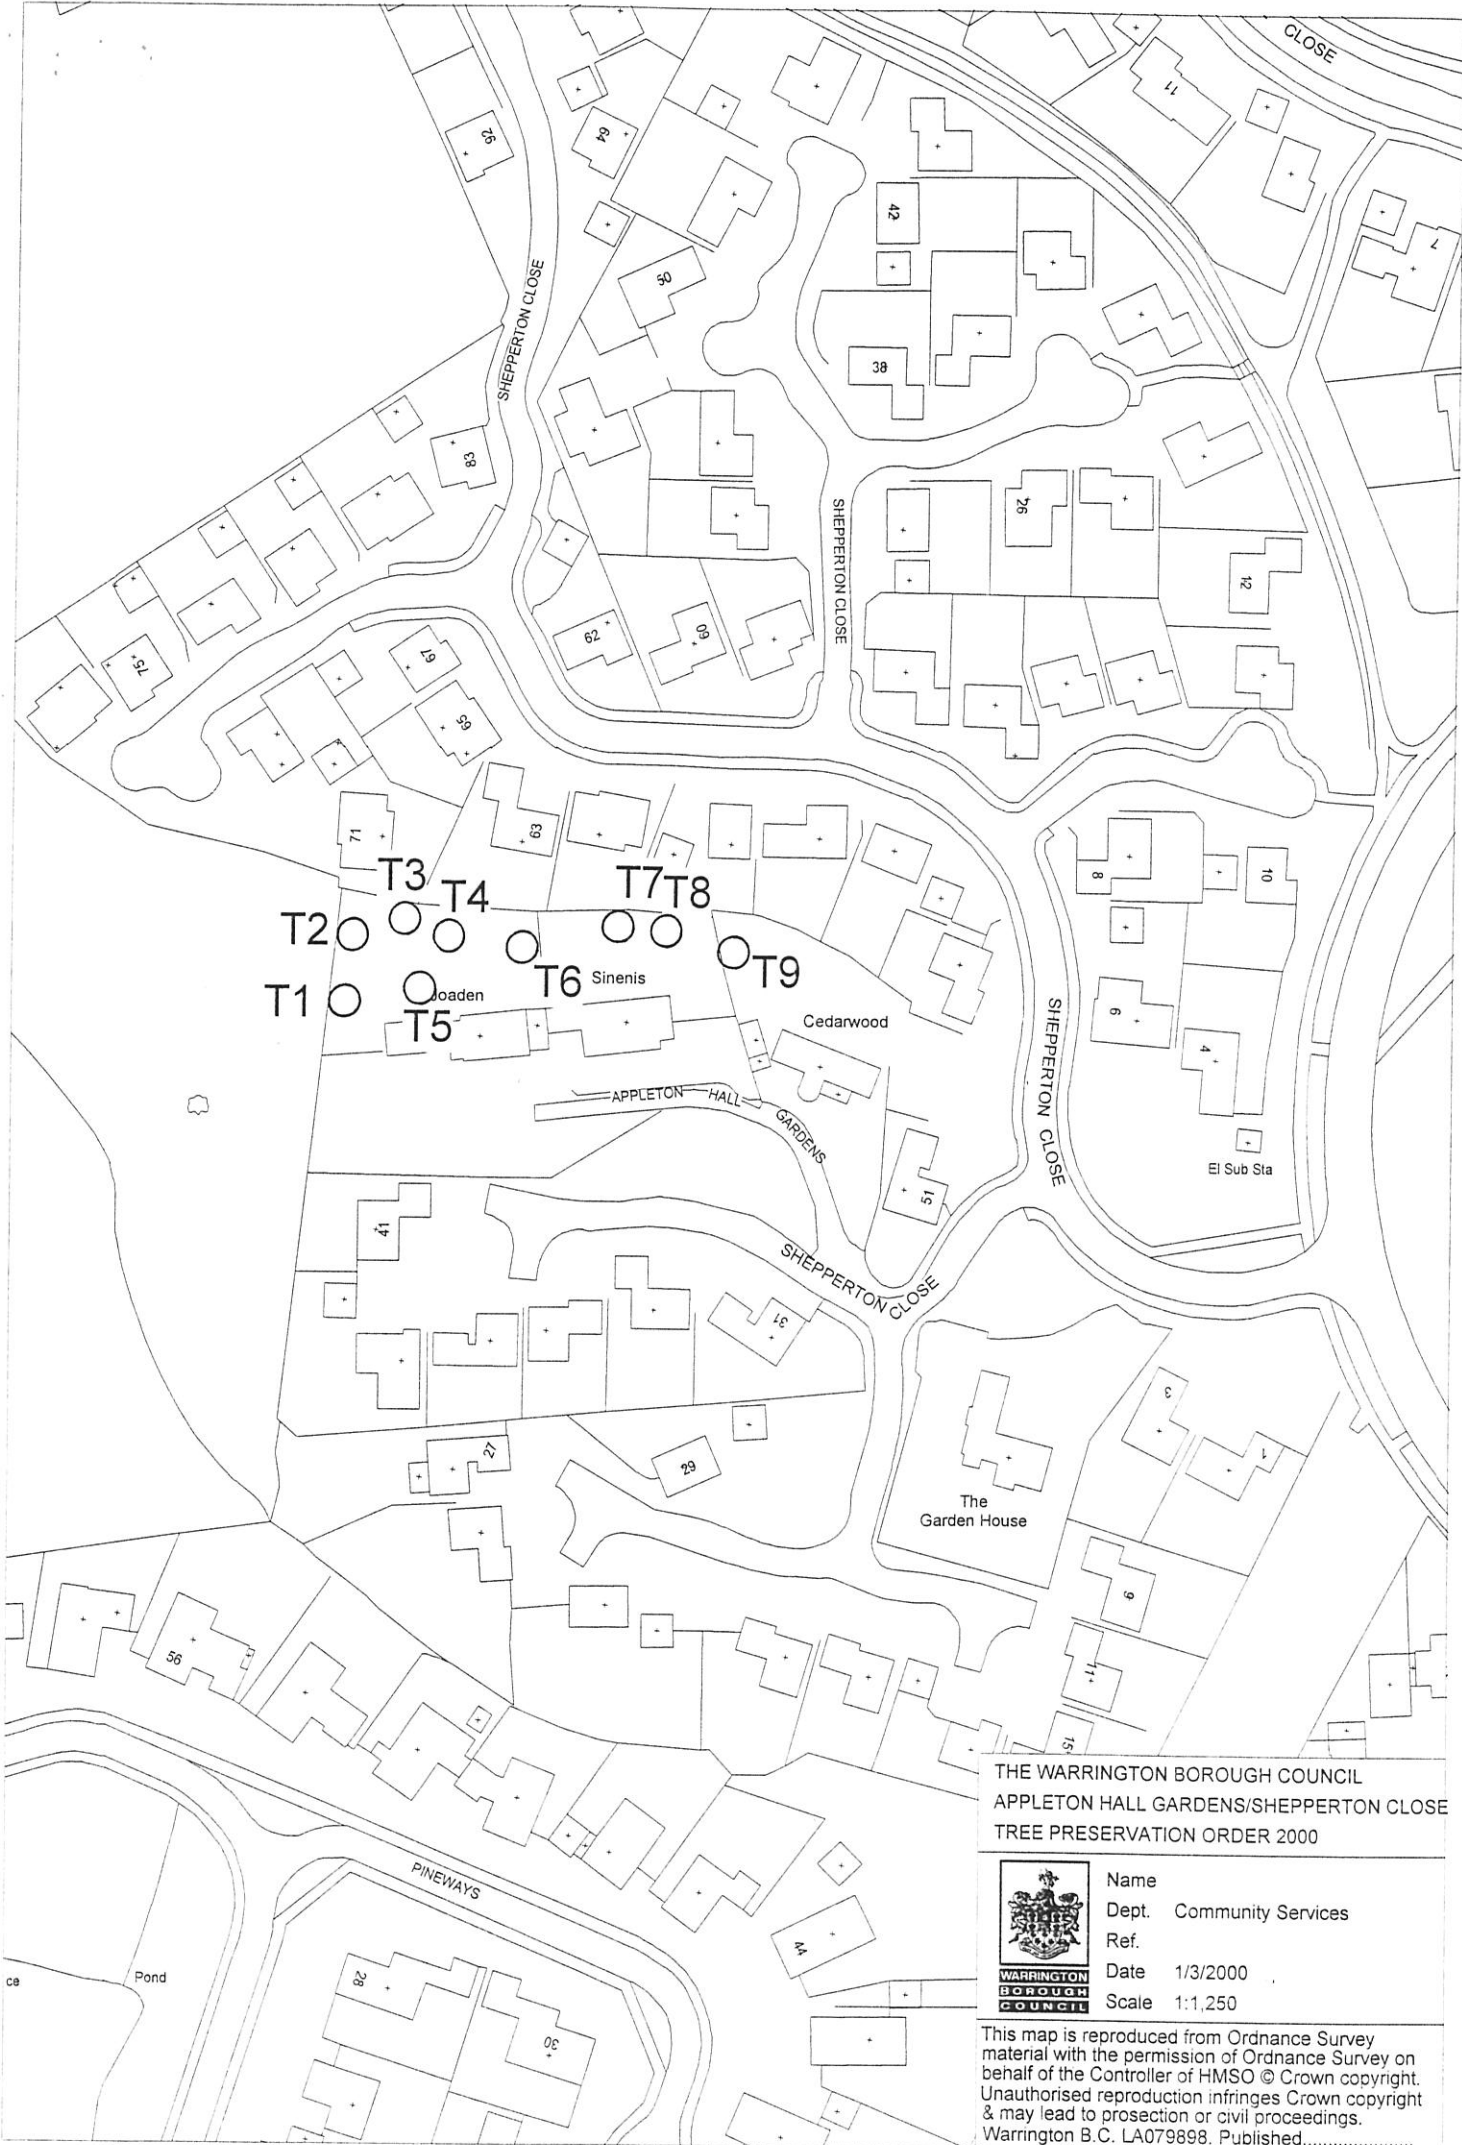 CLOSE
11
92
64
7
42
50
SHEPPERTON CLOSE
38
83
26
SHEPPERTON CLOSE
12
62
60
67
75
65
71
63
8
10
T3
T4
T7
T8
T2
T6
Sinenis
T9
T1
Joaden
T5
Cedarwood
6
4
SHEPPERTON CLOSE
APPLETON HALL GARDENS
El Sub Sta
51
41
SHEPPERTON CLOSE
31
3
1
27
29
The
Garden House
9
11
56
15
PINEWAYS
44
28
30
ce
Pond
THE WARRINGTON BOROUGH COUNCIL
APPLETON HALL GARDENS/SHEPPERTON CLOSE
TREE PRESERVATION ORDER 2000
WARRINGTON
BOROUGH
COUNCIL
Name
Dept. Community Services
Ref.
Date 1/3/2000
Scale 1:1,250
This map is reproduced from Ordnance Survey
material with the permission of Ordnance Survey on
behalf of the Controller of HMSO © Crown copyright.
Unauthorised reproduction infringes Crown copyright
& may lead to prosection or civil proceedings.
Warrington B.C. LA079898. Published....................